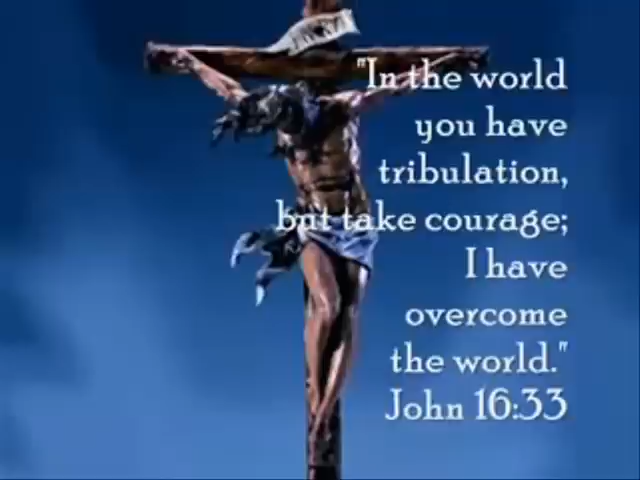 "In the world
you have
tribulation,
but take courage;
I have
overcome
the world."
John 16:33